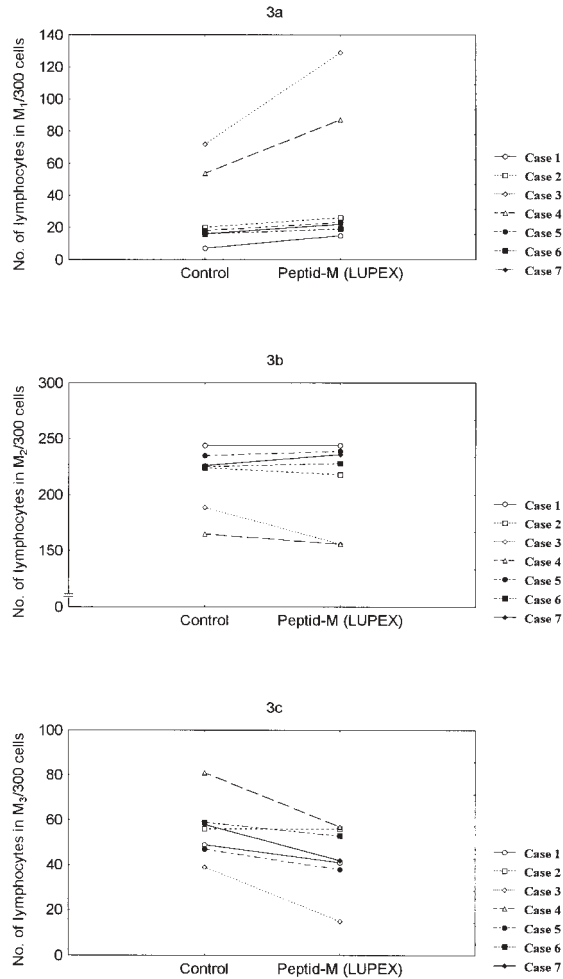 3a
No. of lymphocytes in M1/300 cells
140
120
100
80
60
40
20
0
Control Peptid-M (LUPEX)
Case 1
Case 2
Case 3
Case 4
Case 5
Case 6
Case 7
3b
No. of lymphocytes in M2/300 cells
300
250
200
150
0
Control Peptid-M (LUPEX)
Case 1
Case 2
Case 3
Case 4
Case 5
Case 6
Case 7
3c
No. of lymphocytes in M3/300 cells
100
80
60
40
20
0
Control Peptid-M (LUPEX)
Case 1
Case 2
Case 3
Case 4
Case 5
Case 6
Case 7